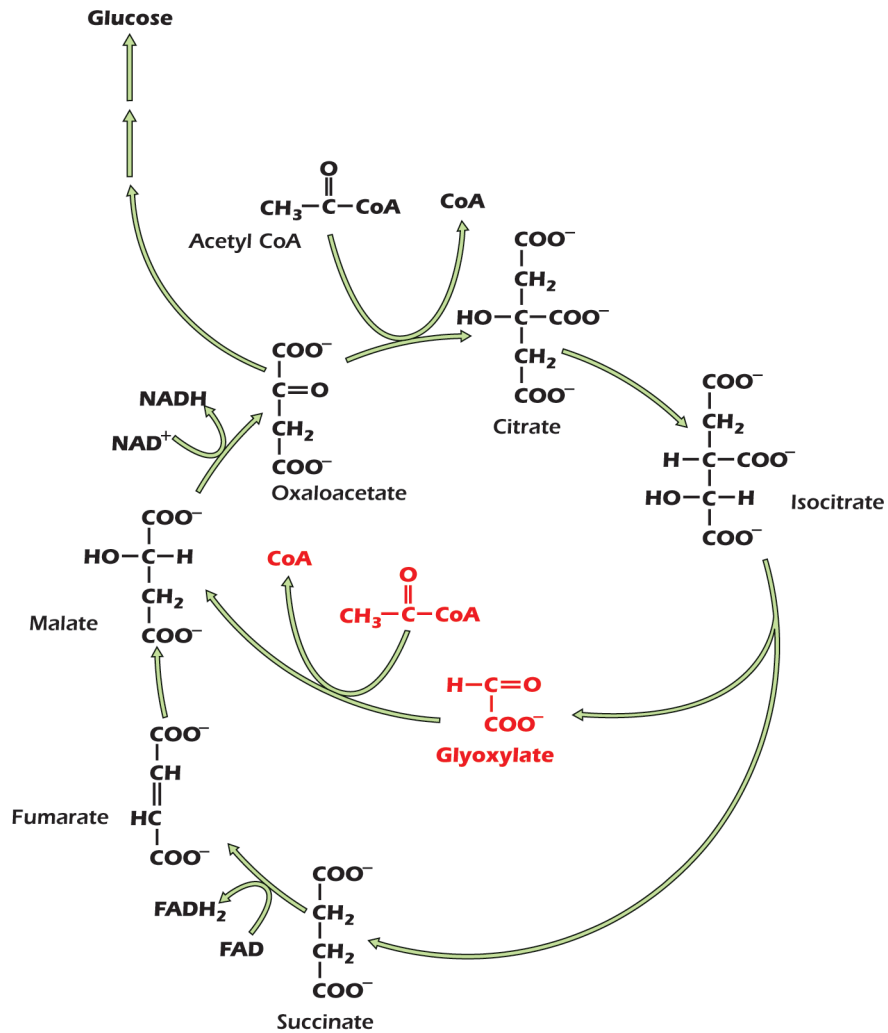 Glucose
O
CH₃—C—CoA
Acetyl CoA
CoA
COO⁻
CH₂
HO—C—COO⁻
CH₂
COO⁻
Citrate
COO⁻
C=O
CH₂
COO⁻
Oxaloacetate
NADH
NAD⁺
COO⁻
CH₂
H—C—COO⁻
HO—C—H
COO⁻
Isocitrate
COO⁻
HO—C—H
CH₂
COO⁻
Malate
CoA
O
CH₃—C—CoA
H—C=O
COO⁻
Glyoxylate
COO⁻
CH
HC
COO⁻
Fumarate
FADH₂
FAD
COO⁻
CH₂
CH₂
COO⁻
Succinate